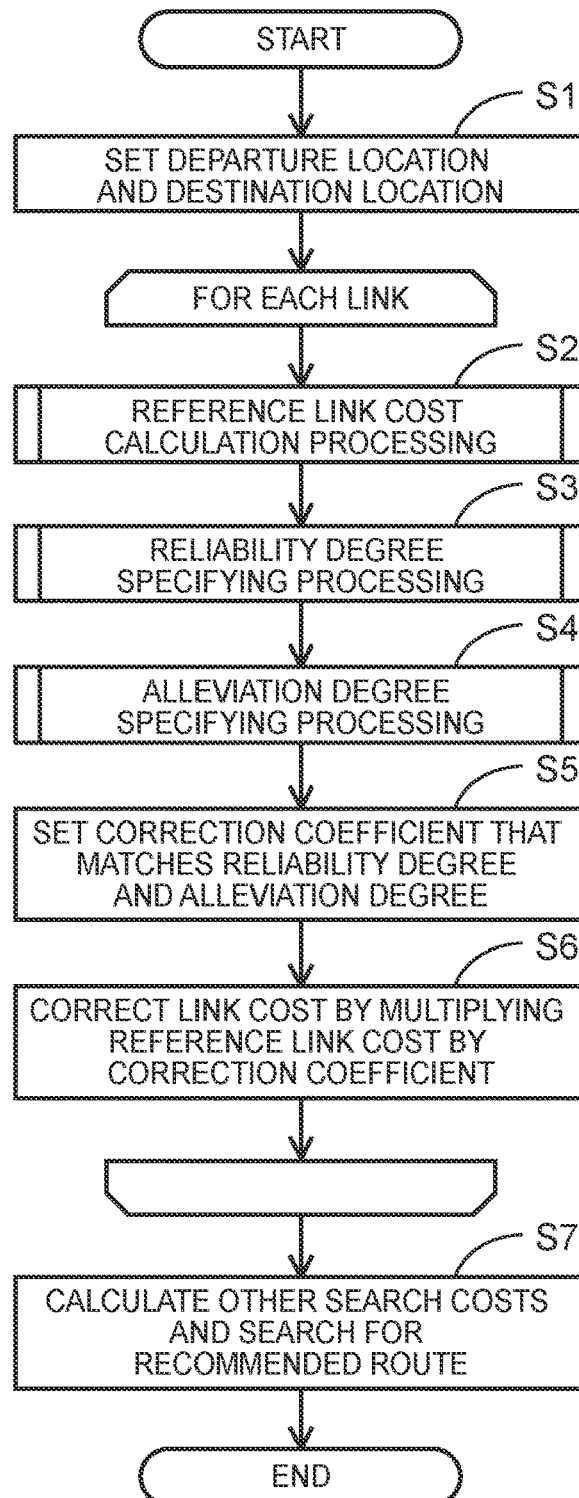 START
S1
SET DEPARTURE LOCATION
AND DESTINATION LOCATION
FOR EACH LINK
S2
REFERENCE LINK COST
CALCULATION PROCESSING
S3
RELIABILITY DEGREE
SPECIFYING PROCESSING
S4
ALLEVIATION DEGREE
SPECIFYING PROCESSING
S5
SET CORRECTION COEFFICIENT THAT
MATCHES RELIABILITY DEGREE
AND ALLEVIATION DEGREE
S6
CORRECT LINK COST BY MULTIPLYING
REFERENCE LINK COST BY
CORRECTION COEFFICIENT
S7
CALCULATE OTHER SEARCH COSTS
AND SEARCH FOR
RECOMMENDED ROUTE
END